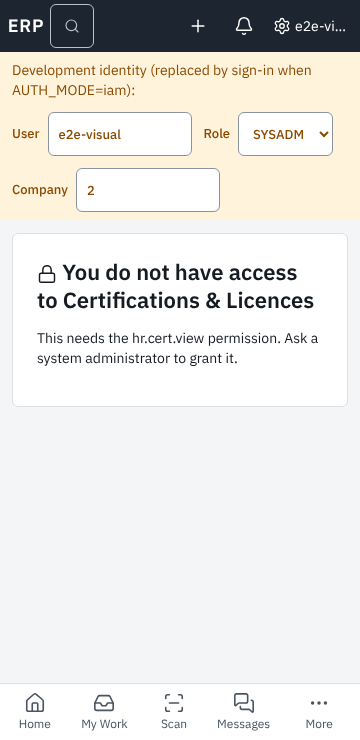 ERP
e2e-vi...
Development identity (replaced by sign-in when
AUTH_MODE=iam):
User e2e-visual Role SYSADM
Company 2
You do not have access
to Certifications & Licences
This needs the hr.cert.view permission. Ask a
system administrator to grant it.
Home My Work Scan Messages More